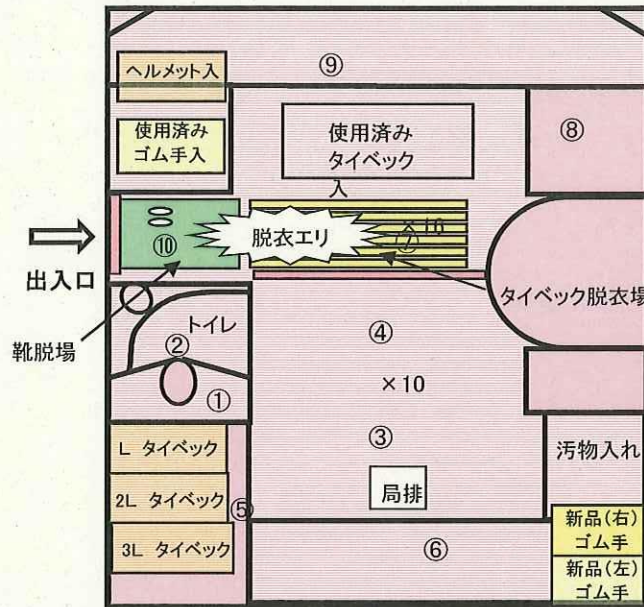 ⑨
ヘルメット入
使用済み
ゴム手入
使用済み
タイベック
入
⑧
⑩
脱衣エリ
⑦
出入口
タイベック脱衣場
靴脱場
トイレ
②
①
④
×10
③
L タイベック
2L タイベック
3L タイベック
⑤
局排
汚物入れ
⑥
新品(右)
ゴム手
新品(左)
ゴム手